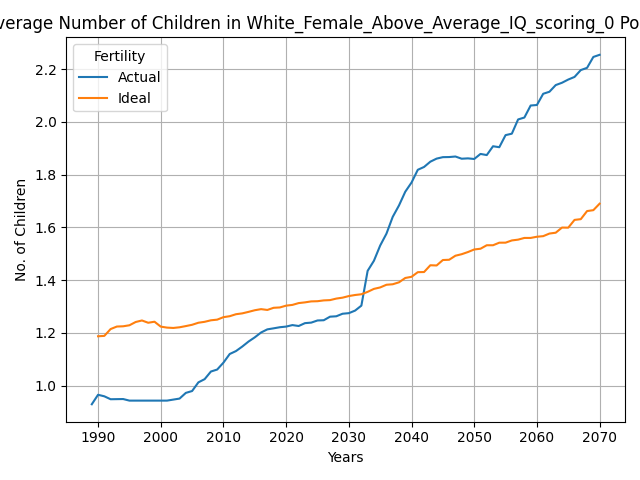 verage Number of Children in White_Female_Above_Average_IQ_scoring_0 Po
Fertility
Actual
Ideal
No. of Children
2.2
2.0
1.8
1.6
1.4
1.2
1.0
1990 2000 2010 2020 2030 2040 2050 2060 2070
Years